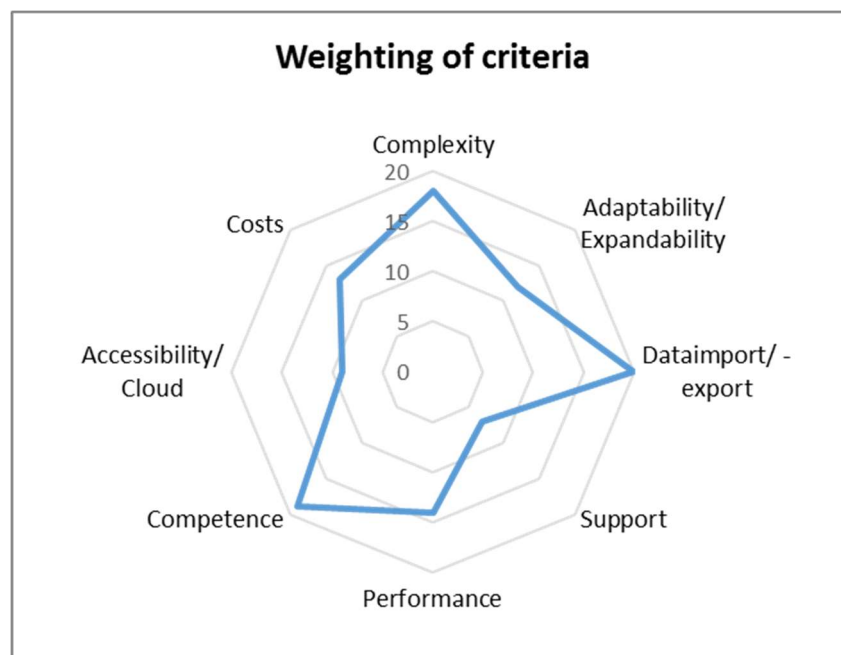 Weighting of criteria
Complexity
20
Adaptability/
Expandability
Costs
15
10
5
Accessibility/
Cloud
0
Dataimport/ -
export
Competence
Support
Performance